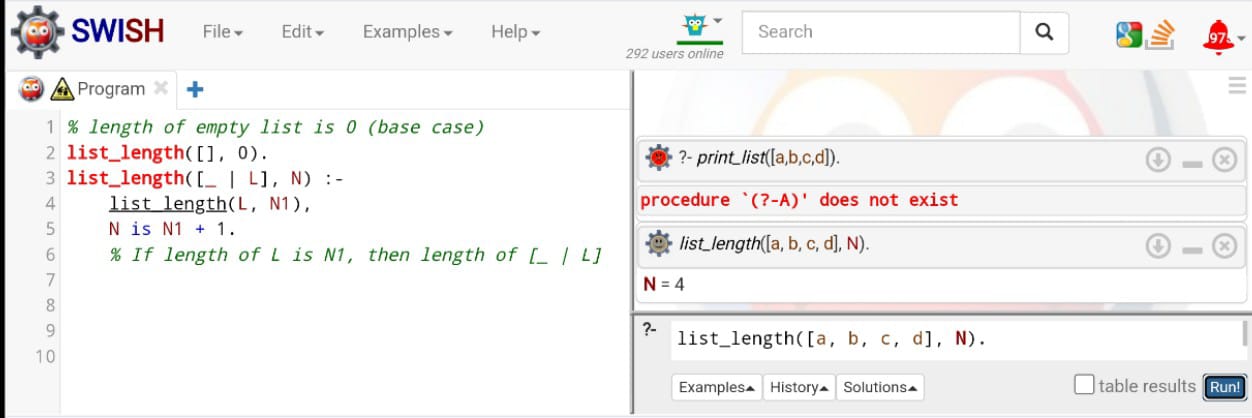 SWISH File Edit Examples Help 292 users online Search 97
Program
1 % length of empty list is 0 (base case)
2 list_length([], 0).
3 list_length([_ | L], N) :-
4 list_length(L, N1),
5 N is N1 + 1.
6 % If length of L is N1, then length of [_ | L]
7
8
9
10
?- print_list([a,b,c,d]).
procedure `(?-A)' does not exist
list_length([a, b, c, d], N).
N = 4
?- list_length([a, b, c, d], N).
Examples History Solutions table results Run!